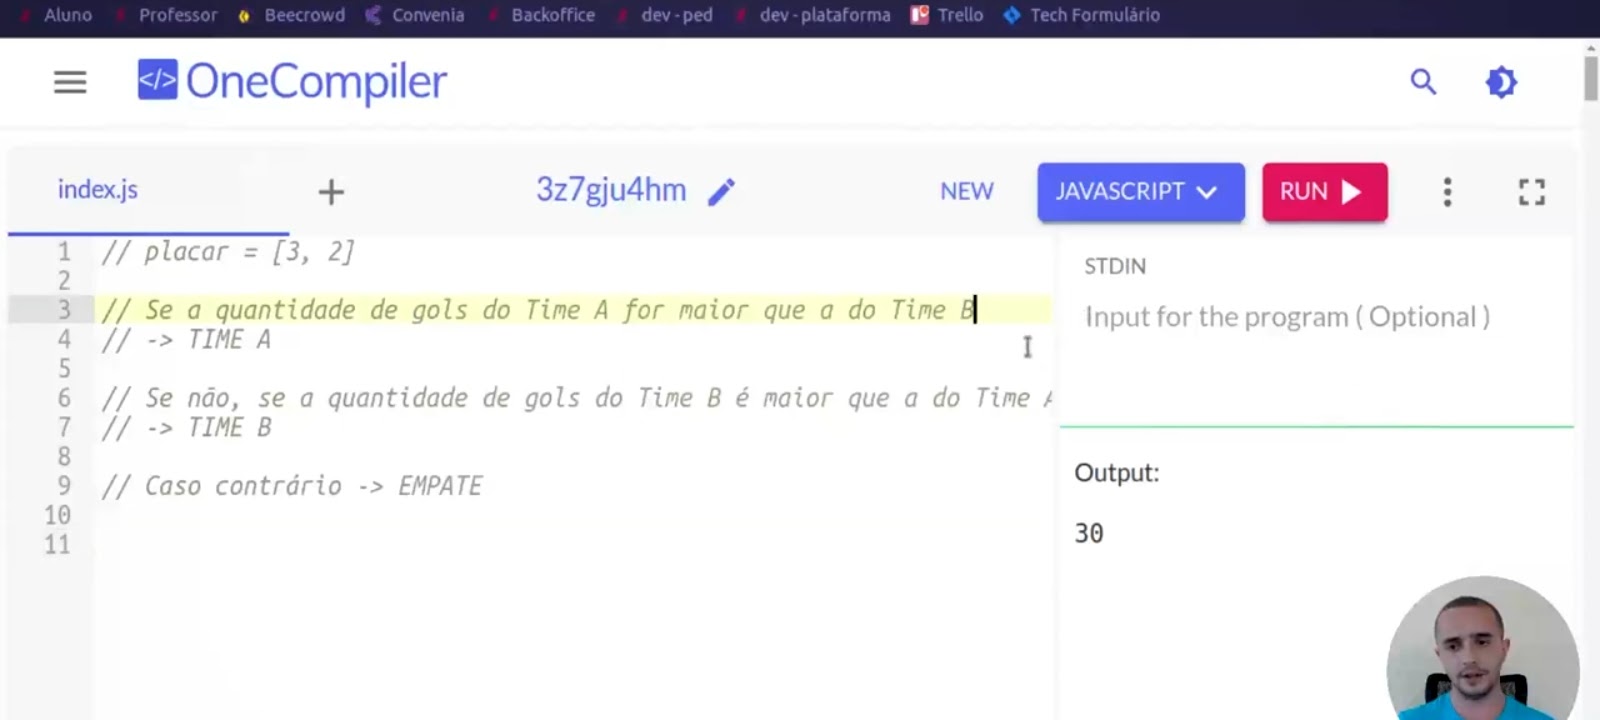 Aluno Professor Beecrowd Convenia Backoffice dev - ped dev - plataforma Trello Tech Formulário
</> OneCompiler
index.js + 3z7gju4hm NEW JAVASCRIPT RUN
1 // placar = [3, 2]
2
3 // Se a quantidade de gols do Time A for maior que a do Time B
4 // -> TIME A
5
6 // Se não, se a quantidade de gols do Time B é maior que a do Time A
7 // -> TIME B
8
9 // Caso contrário -> EMPATE
10
11
STDIN
Input for the program ( Optional )
Output:
30